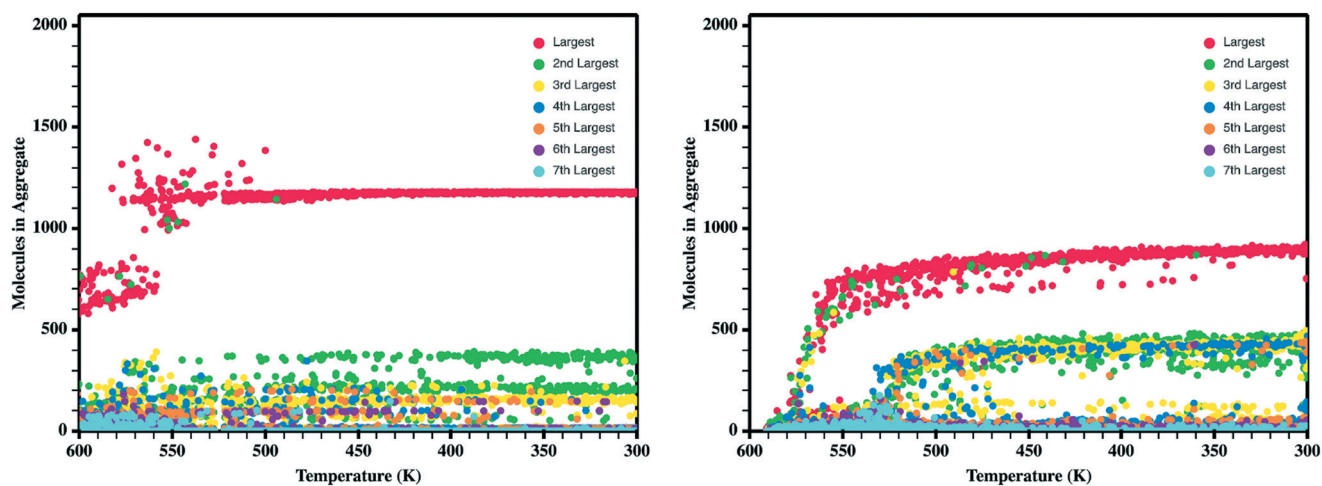 2000
1500
1000
500
0
Molecules in Aggregate
Largest
2nd Largest
3rd Largest
4th Largest
5th Largest
6th Largest
7th Largest
600 550 500 450 400 350 300
Temperature (K)
2000
1500
1000
500
0
Molecules in Aggregate
Largest
2nd Largest
3rd Largest
4th Largest
5th Largest
6th Largest
7th Largest
600 550 500 450 400 350 300
Temperature (K)